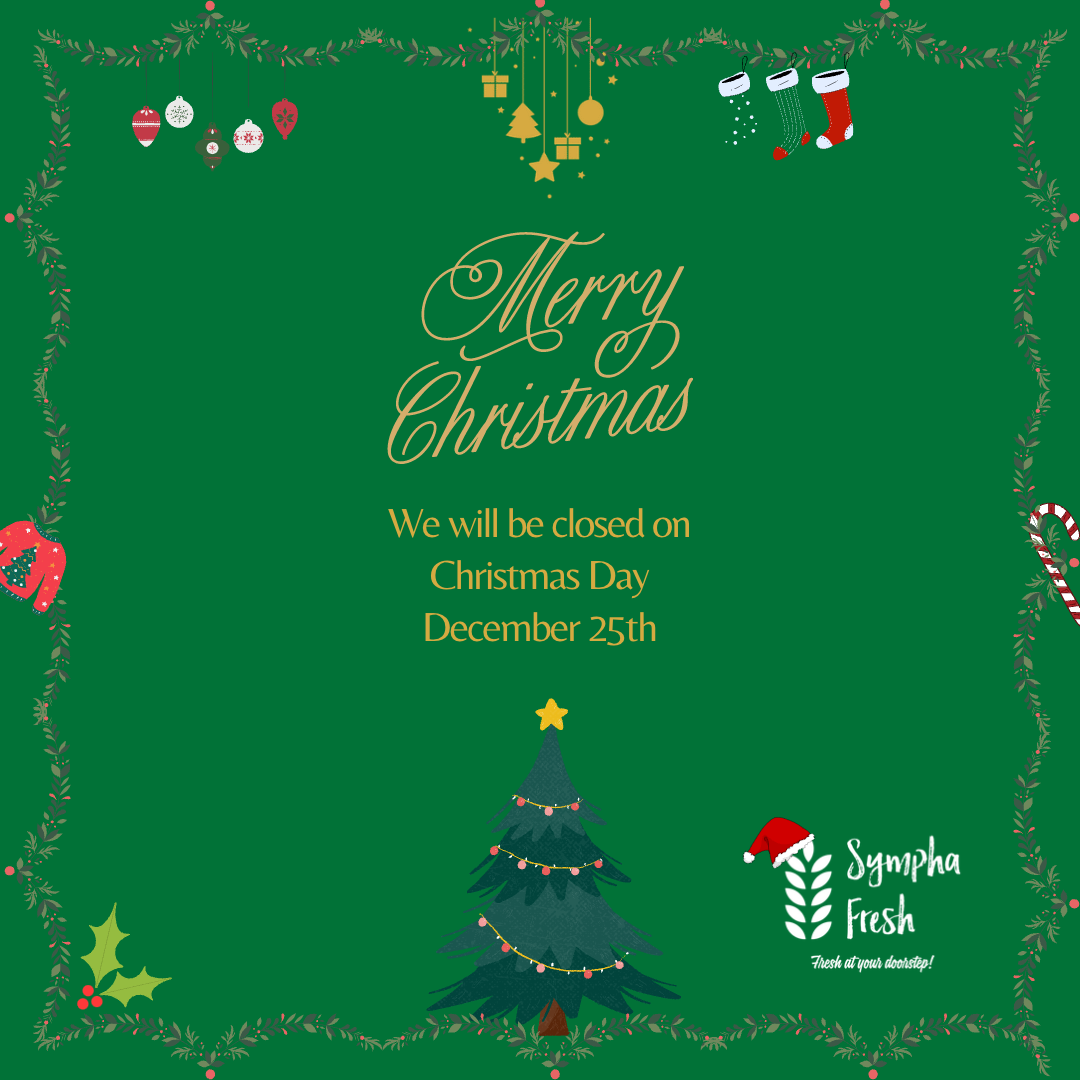 Merry
Christmas
We will be closed on
Christmas Day
December 25th
Sympha
Fresh
Fresh at your doorstep!